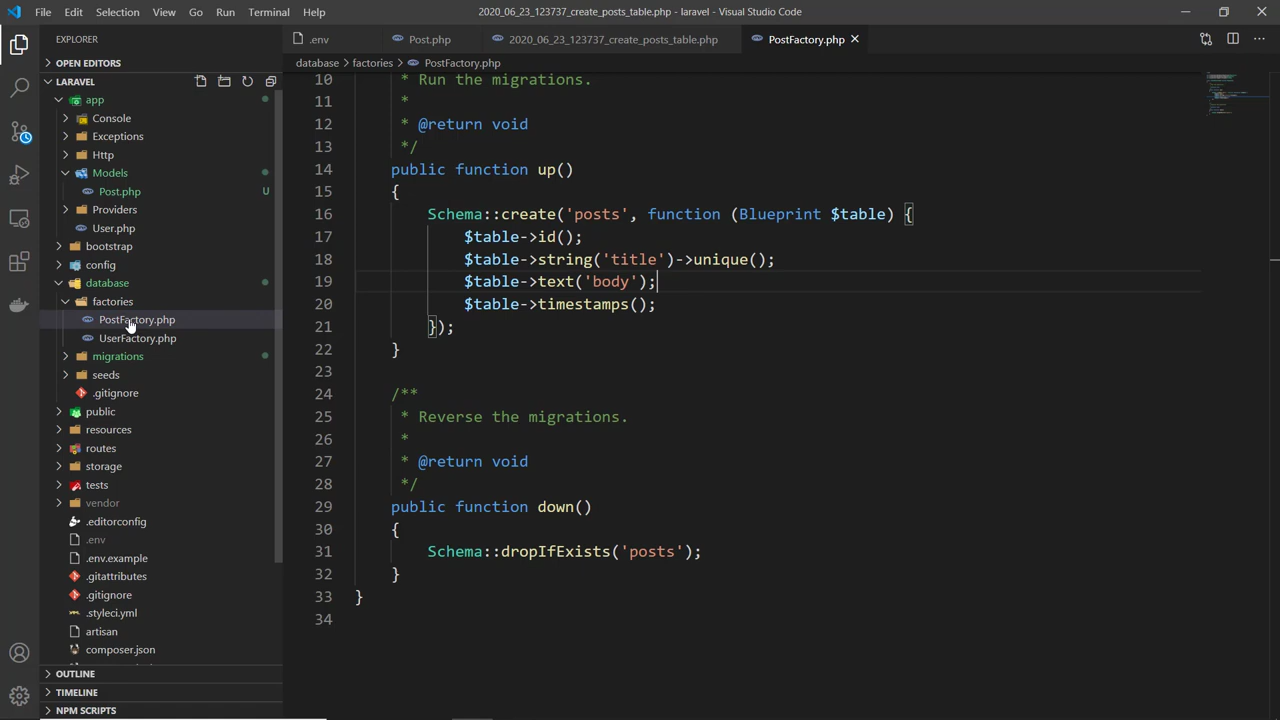 File Edit Selection View Go Run Terminal Help
2020_06_23_123737_create_posts_table.php - laravel - Visual Studio Code
EXPLORER
OPEN EDITORS
LARAVEL
app
Console
Exceptions
Http
Models
Post.php U
Providers
User.php
bootstrap
config
database
factories
PostFactory.php
UserFactory.php
migrations
seeds
.gitignore
public
resources
routes
storage
tests
vendor
.editorconfig
.env
.env.example
.gitattributes
.gitignore
.styleci.yml
artisan
composer.json
OUTLINE
TIMELINE
NPM SCRIPTS
.env Post.php 2020_06_23_123737_create_posts_table.php PostFactory.php
database > factories > PostFactory.php
10 * Run the migrations.
11 *
12 * @return void
13 */
14 public function up()
15 {
16 Schema::create('posts', function (Blueprint $table) {
17 $table->id();
18 $table->string('title')->unique();
19 $table->text('body');
20 $table->timestamps();
21 });
22 }
23
24 /**
25 * Reverse the migrations.
26 *
27 * @return void
28 */
29 public function down()
30 {
31 Schema::dropIfExists('posts');
32 }
33 }
34